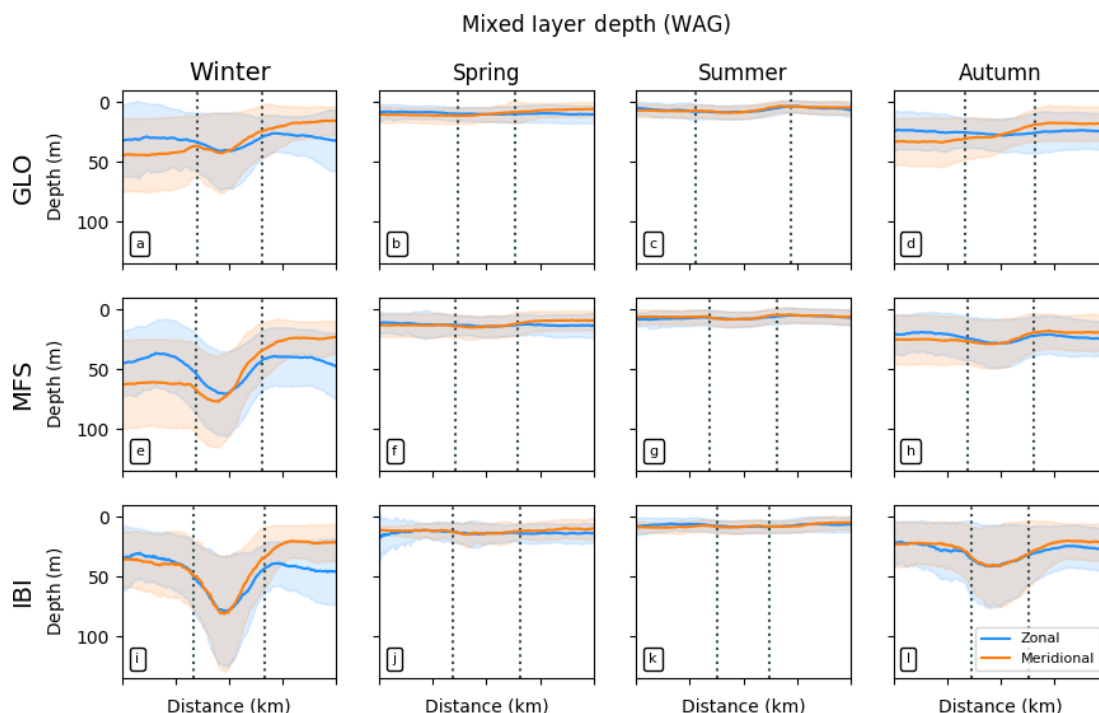 Mixed layer depth (WAG)
Winter Spring Summer Autumn
GLO
Depth (m)
0
50
100
a b c d
MFS
Depth (m)
0
50
100
e f g h
IBI
Depth (m)
0
50
100
i j k l
Zonal
Meridional
Distance (km) Distance (km) Distance (km) Distance (km)